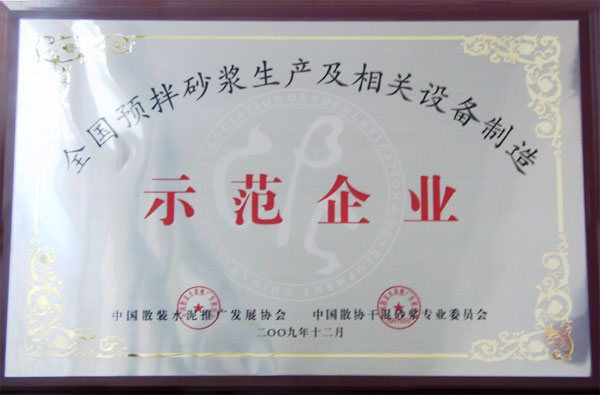 全国预拌砂浆生产及相关设备制造
示范企业
中国散装水泥推广发展协会 中国散协干混砂浆专业委员会
二〇〇九年十二月